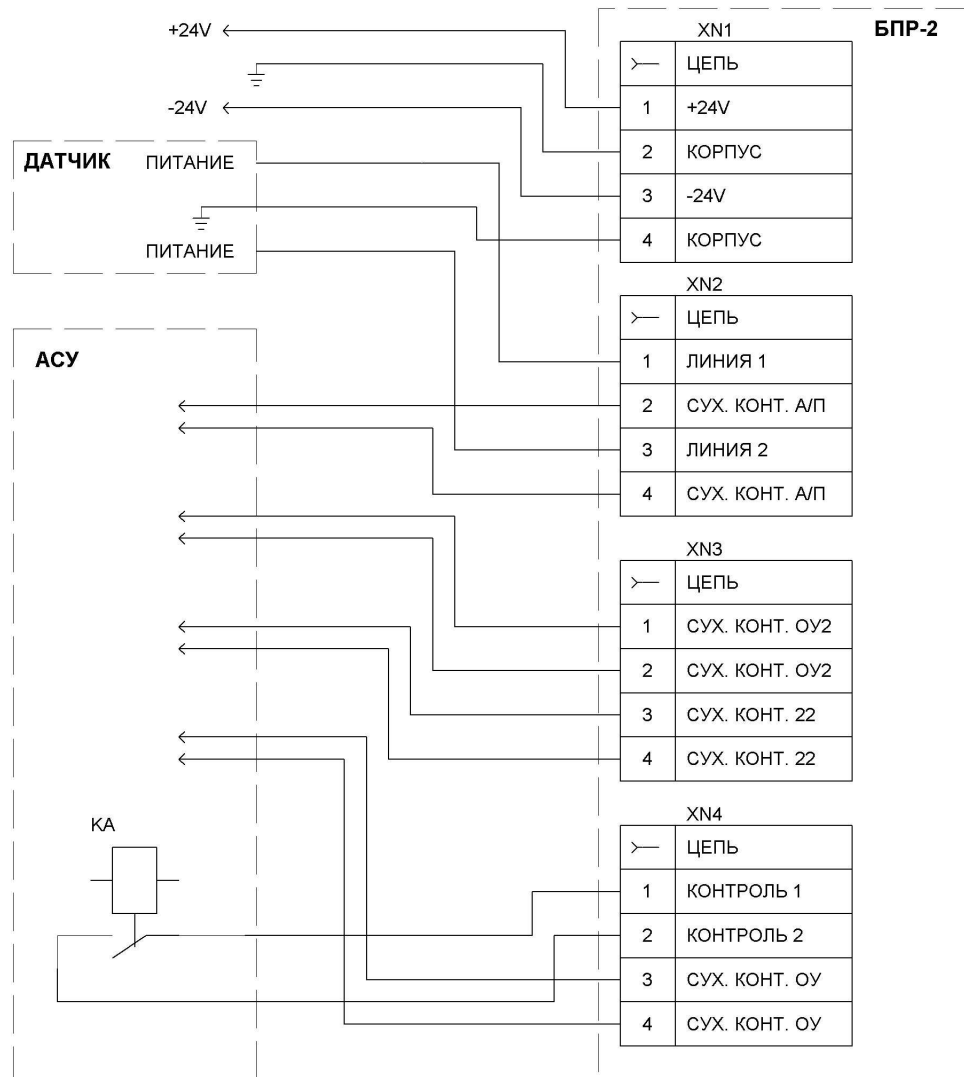 +24V
-24V
ДАТЧИК ПИТАНИЕ
ПИТАНИЕ
АСУ
КА
БПР-2
XN1
ЦЕПЬ
1 +24V
2 КОРПУС
3 -24V
4 КОРПУС
XN2
ЦЕПЬ
1 ЛИНИЯ 1
2 СУХ. КОНТ. А/П
3 ЛИНИЯ 2
4 СУХ. КОНТ. А/П
XN3
ЦЕПЬ
1 СУХ. КОНТ. ОУ2
2 СУХ. КОНТ. ОУ2
3 СУХ. КОНТ. 22
4 СУХ. КОНТ. 22
XN4
ЦЕПЬ
1 КОНТРОЛЬ 1
2 КОНТРОЛЬ 2
3 СУХ. КОНТ. ОУ
4 СУХ. КОНТ. ОУ